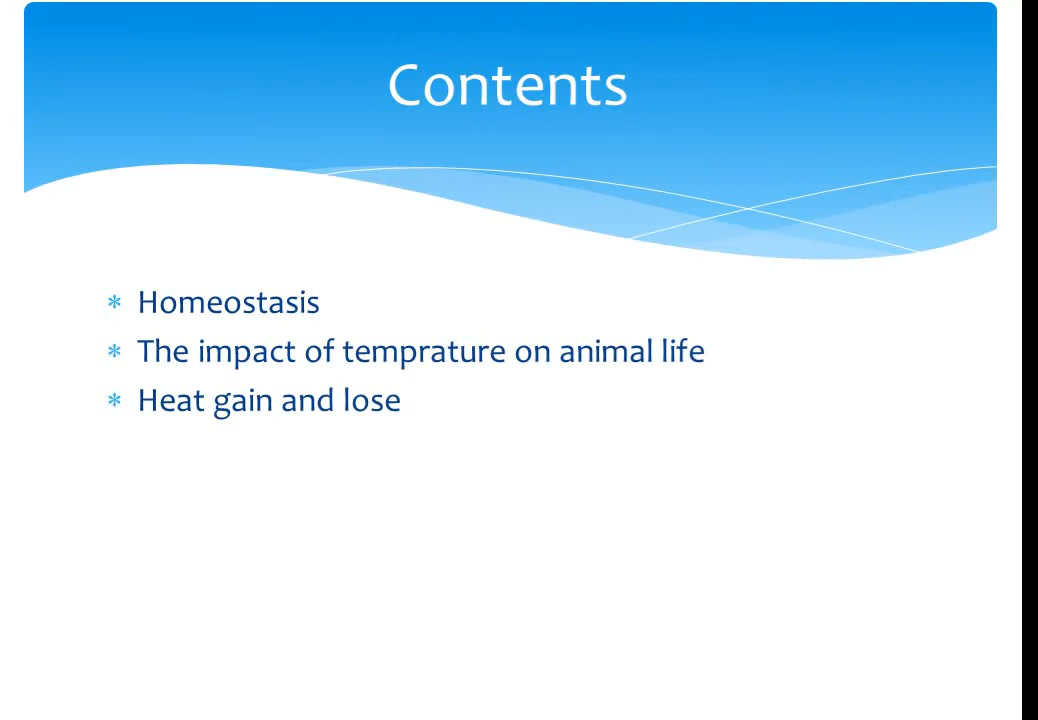 Contents
* Homeostasis
* The impact of temprature on animal life
* Heat gain and lose